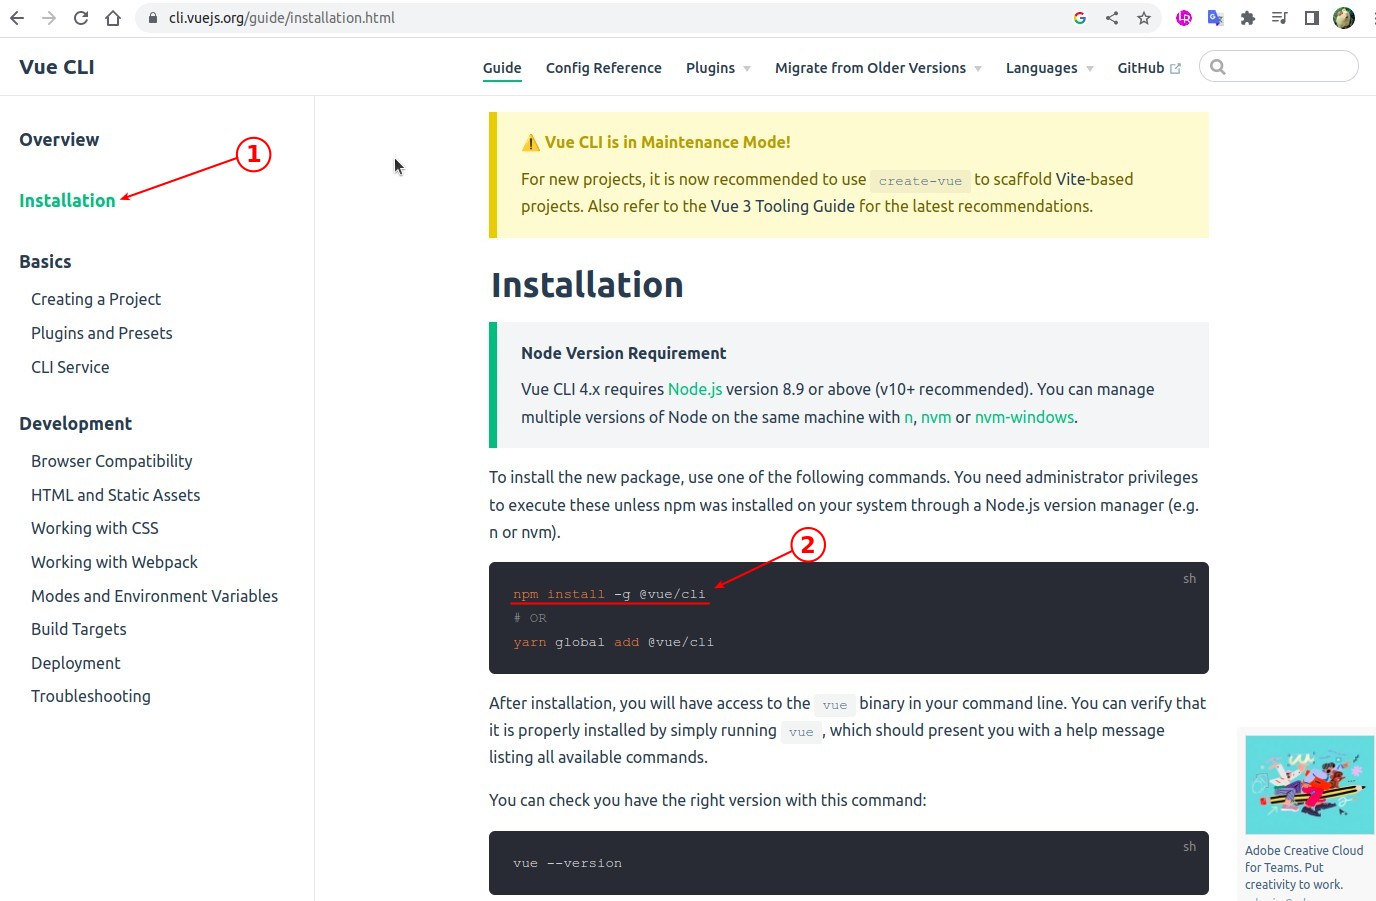 cli.vuejs.org/guide/installation.html
Vue CLI
Guide Config Reference Plugins Migrate from Older Versions Languages GitHub
Overview
1
Installation
Basics
Creating a Project
Plugins and Presets
CLI Service
Development
Browser Compatibility
HTML and Static Assets
Working with CSS
Working with Webpack
Modes and Environment Variables
Build Targets
Deployment
Troubleshooting
⚠️ Vue CLI is in Maintenance Mode!
For new projects, it is now recommended to use create-vue to scaffold Vite-based
projects. Also refer to the Vue 3 Tooling Guide for the latest recommendations.
Installation
Node Version Requirement
Vue CLI 4.x requires Node.js version 8.9 or above (v10+ recommended). You can manage
multiple versions of Node on the same machine with n, nvm or nvm-windows.
To install the new package, use one of the following commands. You need administrator privileges
to execute these unless npm was installed on your system through a Node.js version manager (e.g.
n or nvm).
2
sh
npm install -g @vue/cli
# OR
yarn global add @vue/cli
After installation, you will have access to the vue binary in your command line. You can verify that
it is properly installed by simply running vue , which should present you with a help message
listing all available commands.
You can check you have the right version with this command:
sh
vue --version
Adobe Creative Cloud
for Teams. Put
creativity to work.